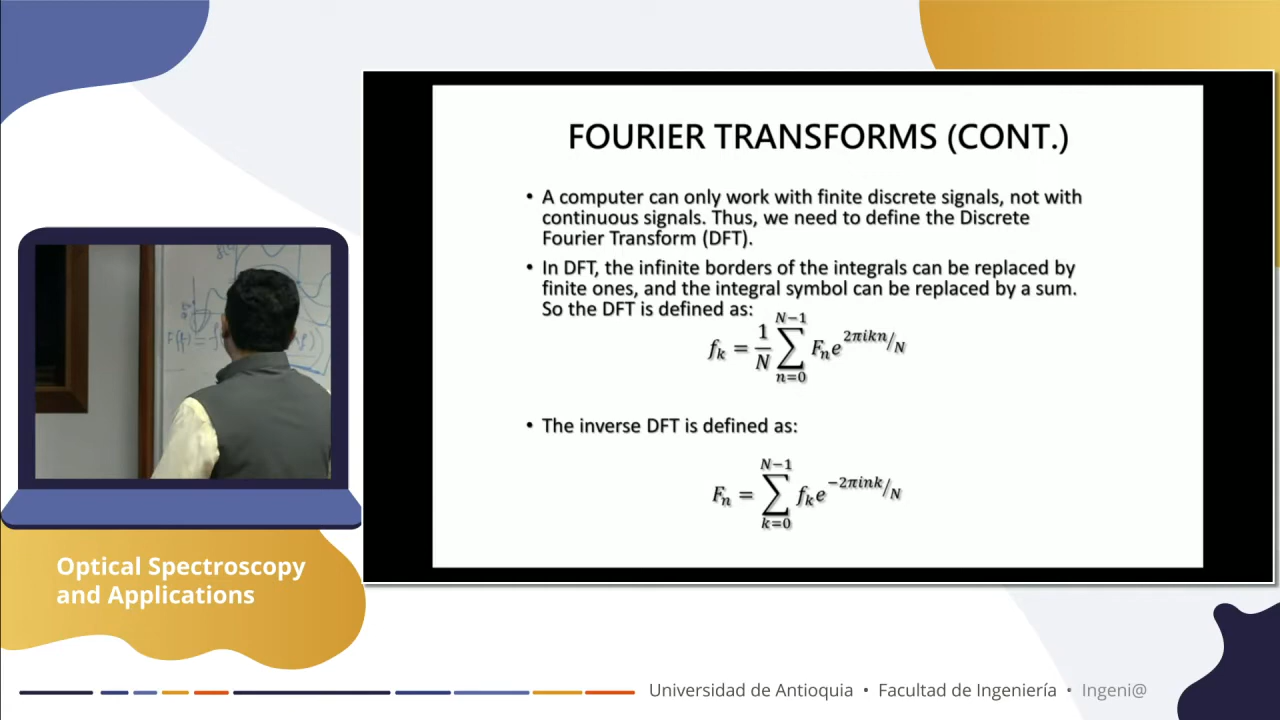 FOURIER TRANSFORMS (CONT.)
• A computer can only work with finite discrete signals, not with
continuous signals. Thus, we need to define the Discrete
Fourier Transform (DFT).
• In DFT, the infinite borders of the integrals can be replaced by
finite ones, and the integral symbol can be replaced by a sum.
So the DFT is defined as:
f_k = \frac{1}{N} \sum_{n=0}^{N-1} F_n e^{2πikn/N}
• The inverse DFT is defined as:
F_n = \sum_{k=0}^{N-1} f_k e^{-2πink/N}
Optical Spectroscopy
and Applications
Universidad de Antioquia • Facultad de Ingeniería • Ingeni@